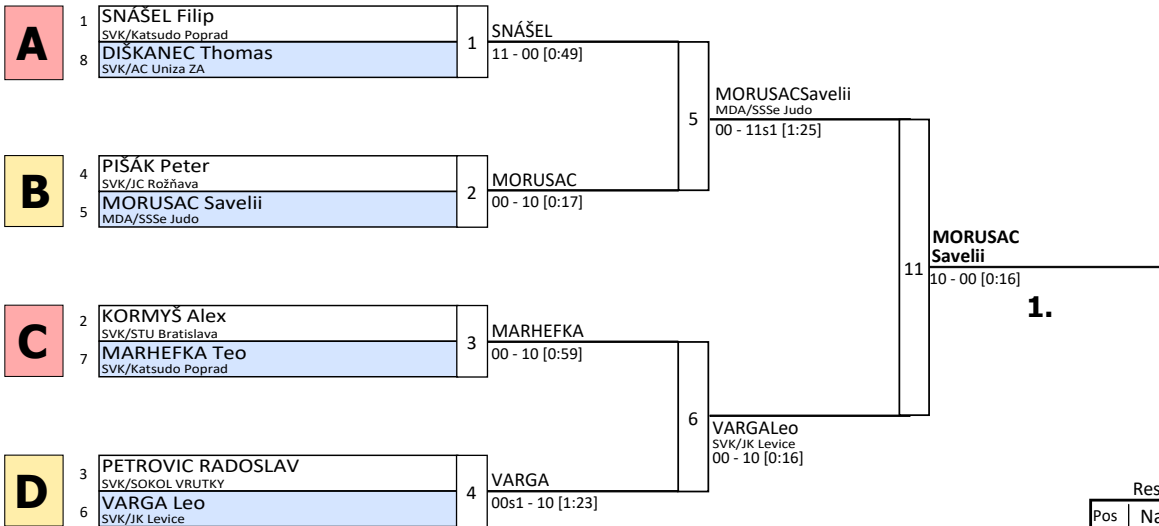 A
1 SNÁŠEL Filip
SVK/Katsudo Poprad
8 DIŠKANEC Thomas
SVK/AC Uniza ZA
1
SNÁŠEL
11 - 00 [0:49]
B
4 PIŠÁK Peter
SVK/JC Rožňava
5 MORUSAC Savelii
MDA/SSSe Judo
2
MORUSAC
00 - 10 [0:17]
5
MORUSACSavelii
MDA/SSSe Judo
00 - 11s1 [1:25]
C
2 KORMYŠ Alex
SVK/STU Bratislava
7 MARHEFKA Teo
SVK/Katsudo Poprad
3
MARHEFKA
00 - 10 [0:59]
D
3 PETROVIC RADOSLAV
SVK/SOKOL VRUTKY
6 VARGA Leo
SVK/JK Levice
4
VARGA
00s1 - 10 [1:23]
6
VARGALeo
SVK/JK Levice
00 - 10 [0:16]
11
MORUSAC
Savelii
10 - 00 [0:16]
1.
Res
Pos Na